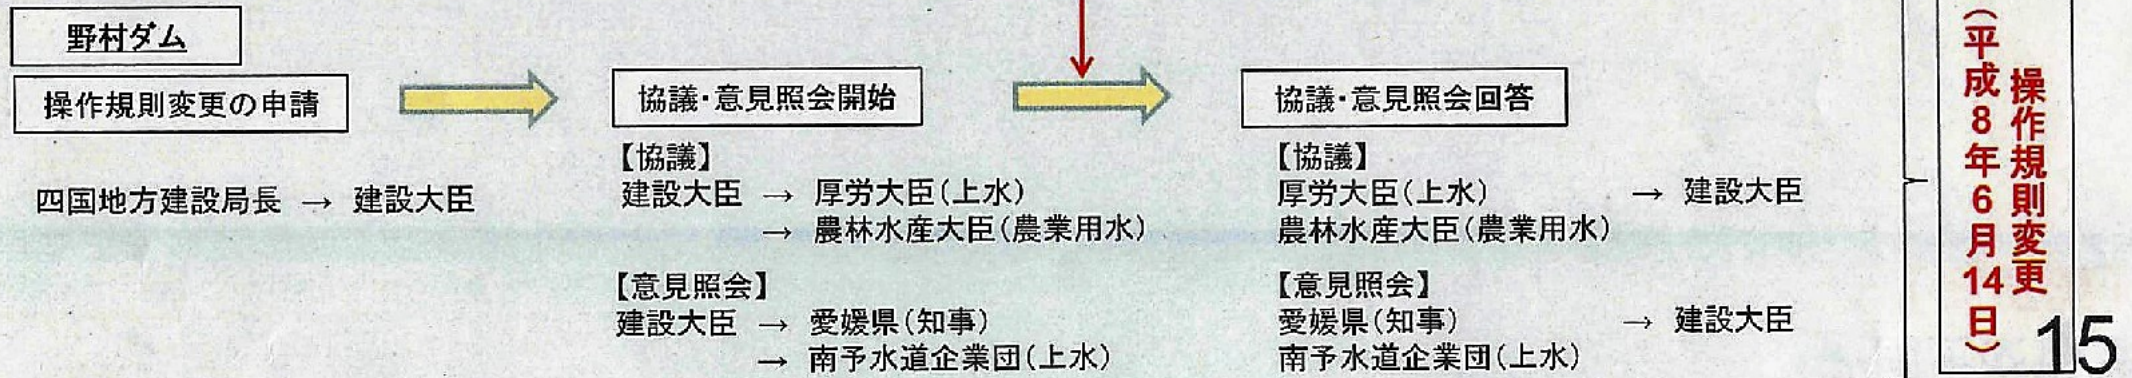 野村ダム
操作規則変更の申請
四国地方建設局長 → 建設大臣
協議・意見照会開始
【協議】
建設大臣 → 厚労大臣(上水)
→ 農林水産大臣(農業用水)
【意見照会】
建設大臣 → 愛媛県(知事)
→ 南予水道企業団(上水)
協議・意見照会回答
【協議】
厚労大臣(上水) → 建設大臣
農林水産大臣(農業用水)
【意見照会】
愛媛県(知事) → 建設大臣
南予水道企業団(上水)
操作規則変更
(平成8年6月14日)
15